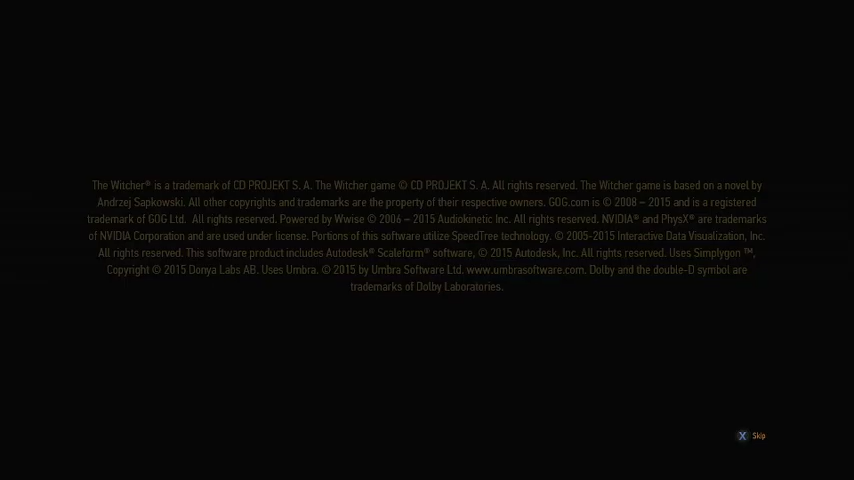 The Witcher® is a trademark of CD PROJEKT S. A. The Witcher game © CD PROJEKT S. A. All rights reserved. The Witcher game is based on a novel by
Andrzej Sapkowski. All other copyrights and trademarks are the property of their respective owners. GOG.com is © 2008 – 2015 and is a registered
trademark of GOG Ltd. All rights reserved. Powered by Wwise © 2006 – 2015 Audiokinetic Inc. All rights reserved. NVIDIA® and PhysX® are trademarks
of NVIDIA Corporation and are used under license. Portions of this software utilize SpeedTree technology. © 2005-2015 Interactive Data Visualization, Inc.
All rights reserved. This software product includes Autodesk® Scaleform® software, © 2015 Autodesk, Inc. All rights reserved. Uses Simplygon ™,
Copyright © 2015 Donya Labs AB. Uses Umbra. © 2015 by Umbra Software Ltd. www.umbrasoftware.com. Dolby and the double-D symbol are
trademarks of Dolby Laboratories.
X Skip